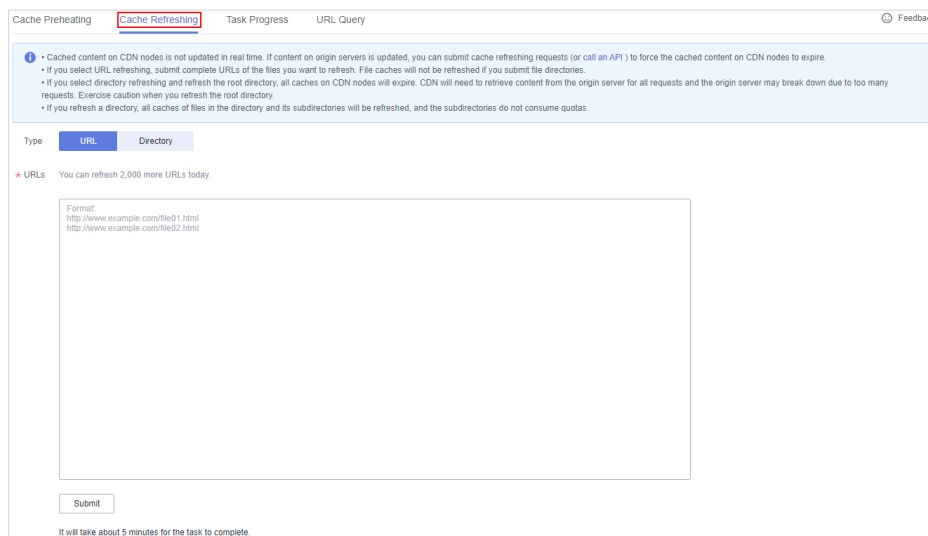 Cache Preheating Cache Refreshing Task Progress URL Query Feedbac
• Cached content on CDN nodes is not updated in real time. If content on origin servers is updated, you can submit cache refreshing requests (or call an API ) to force the cached content on CDN nodes to expire.
• If you select URL refreshing, submit complete URLs of the files you want to refresh. File caches will not be refreshed if you submit file directories.
• If you select directory refreshing and refresh the root directory, all caches on CDN nodes will expire. CDN will need to retrieve content from the origin server for all requests and the origin server may break down due to too many
requests. Exercise caution when you refresh the root directory.
• If you refresh a directory, all caches of files in the directory and its subdirectories will be refreshed, and the subdirectories do not consume quotas.
Type URL Directory
* URLs You can refresh 2,000 more URLs today.
Format:
http://www.example.com/file01.html
http://www.example.com/file02.html
Submit
It will take about 5 minutes for the task to complete.